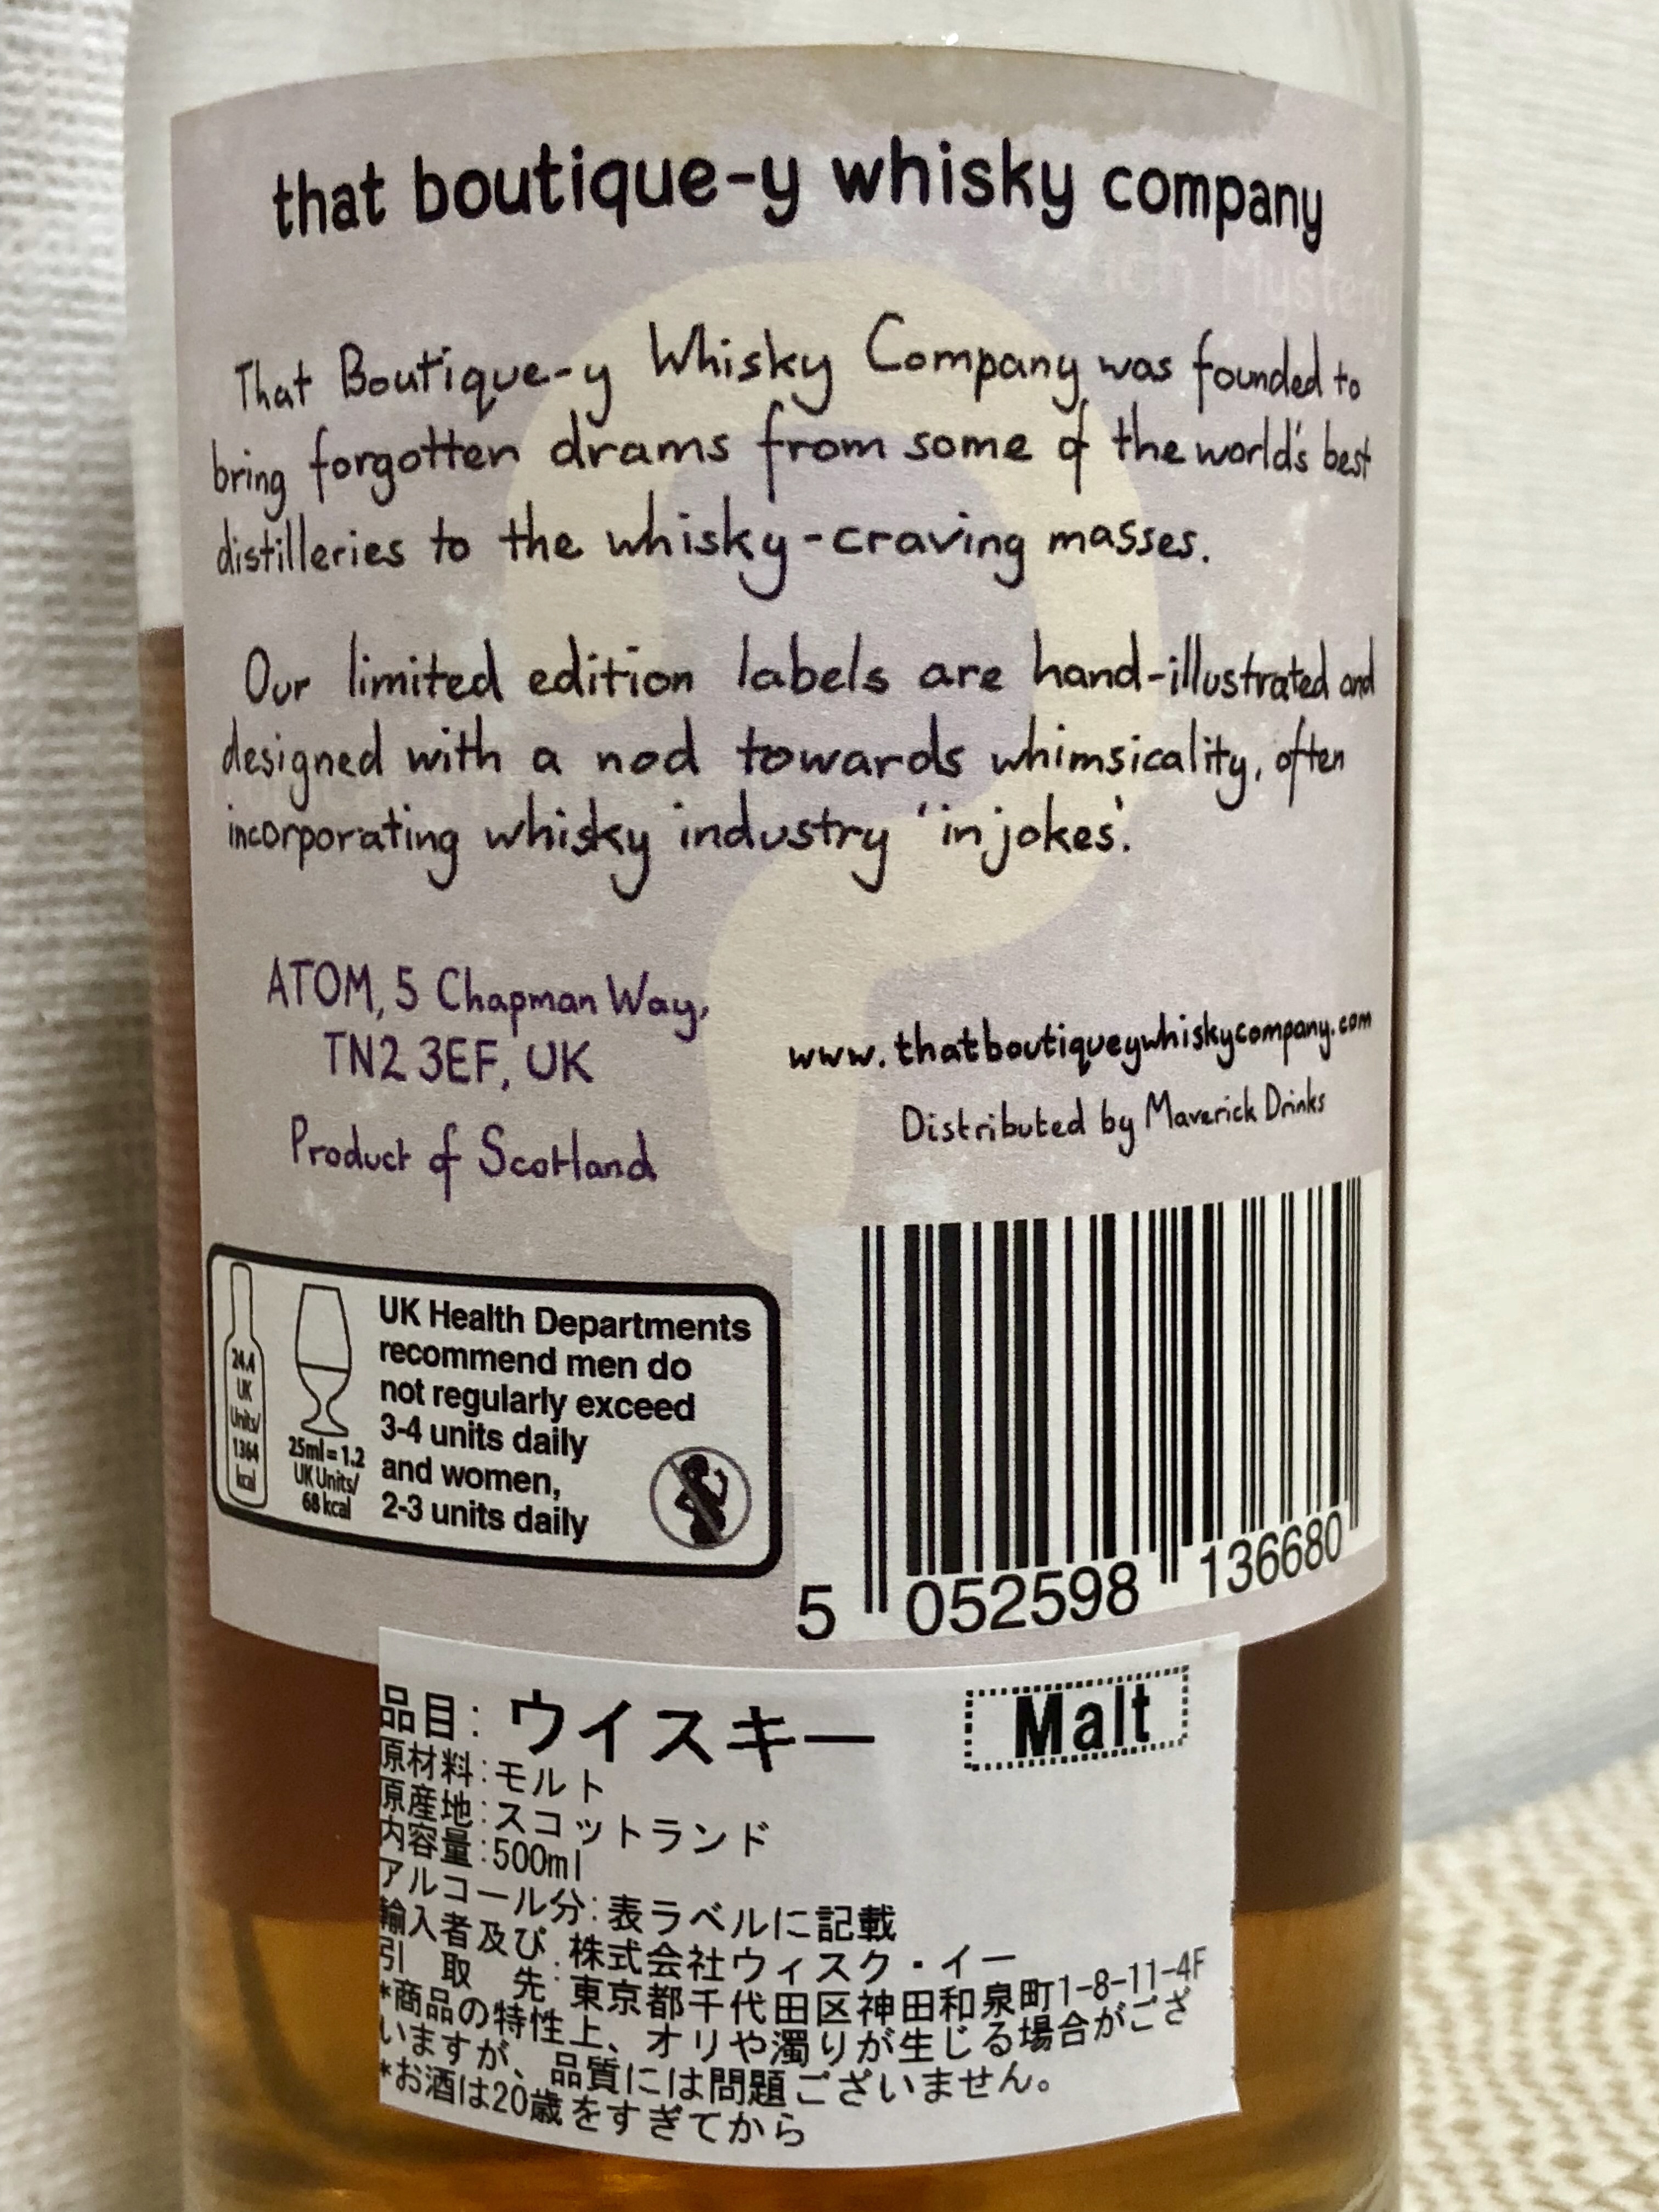 that boutique-y whisky company
Mystery
That Boutique-y Whisky Company was founded to
bring forgotten drams from some of the world's best
distilleries to the whisky-craving masses.
Our limited edition labels are hand-illustrated and
designed with a nod towards whimsicality, often
incorporating whisky industry 'in jokes'.
ATOM, 5 Chapman Way,
TN2 3EF, UK
Product of Scotland
www.thatboutiqueywhiskycompany.com
Distributed by Maverick Drinks
24.4
UK
Units/
1364
kcal
25ml=1.2
UK Units/
68 kcal
UK Health Departments
recommend men do
not regularly exceed
3-4 units daily
and women,
2-3 units daily
5 052598 136680
品目: ウイスキー Malt
原材料:モルト
原産地:スコットランド
内容量:500ml
アルコール分:表ラベルに記載
輸入者及び:株式会社ウィスク・イー
引 取 先:東京都千代田区神田和泉町1-8-11-4F
*商品の特性上、オリや濁りが生じる場合がござ
いますが、品質には問題ございません。
*お酒は20歳をすぎてから